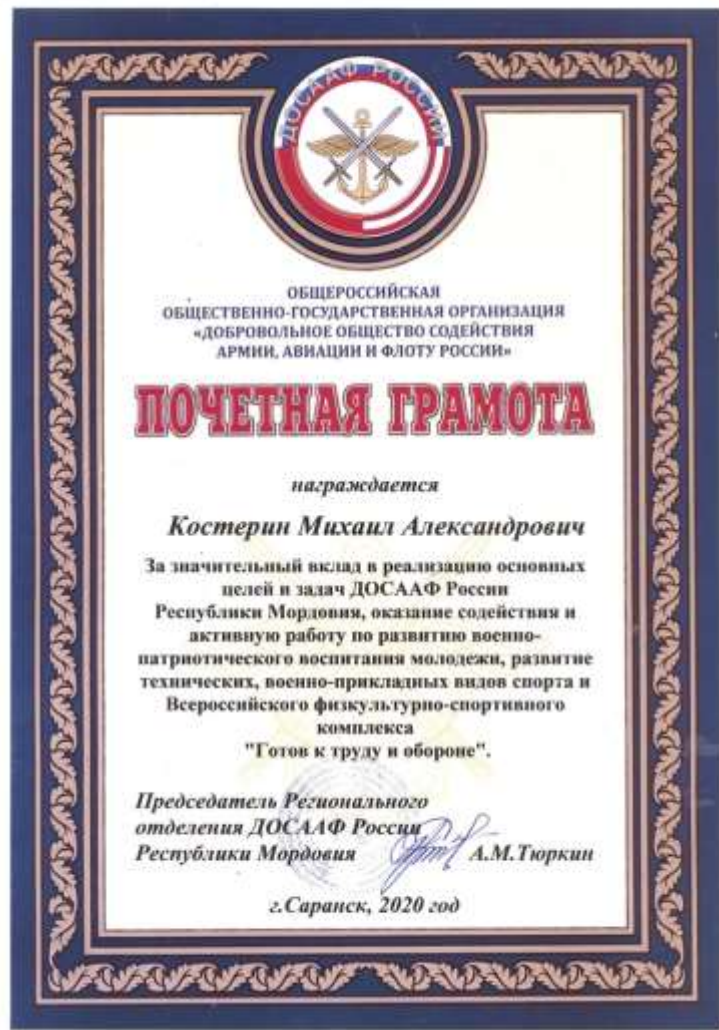 ДОСААФ РОССИИ
ОБЩЕРОССИЙСКАЯ
ОБЩЕСТВЕННО-ГОСУДАРСТВЕННАЯ ОРГАНИЗАЦИЯ
«ДОБРОВОЛЬНОЕ ОБЩЕСТВО СОДЕЙСТВИЯ
АРМИИ, АВИАЦИИ И ФЛОТУ РОССИИ»
ПОЧЕТНАЯ ГРАМОТА
награждается
Костерин Михаил Александрович
За значительный вклад в реализацию основных
целей и задач ДОСААФ России
Республики Мордовия, оказание содействия и
активную работу по развитию военно-
патриотического воспитания молодежи, развитие
технических, военно-прикладных видов спорта и
Всероссийского физкультурно-спортивного
комплекса
"Готов к труду и обороне".
Председатель Регионального
отделения ДОСААФ России
Республики Мордовия А.М.Тюркин
г.Саранск, 2020 год